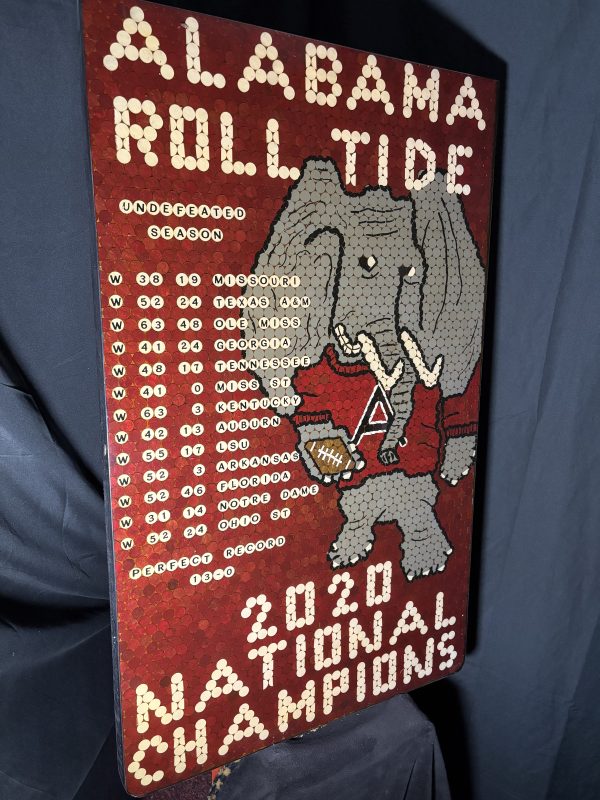 ALABAMA
ROLL TIDE
UNDEFEATED
SEASON
W 38 19 MISSOURI
W 52 24 TEXAS A&M
W 63 48 OLE MISS
W 41 24 GEORGIA
W 48 17 TENNESSEE
W 41 0 MISS ST
W 63 3 KENTUCKY
W 42 13 AUBURN
W 55 17 LSU
W 52 3 ARKANSAS
W 52 46 FLORIDA
W 31 14 NOTRE DAME
W 52 24 OHIO ST
PERFECT RECORD
13-0
A
2020
NATIONAL
CHAMPIONS